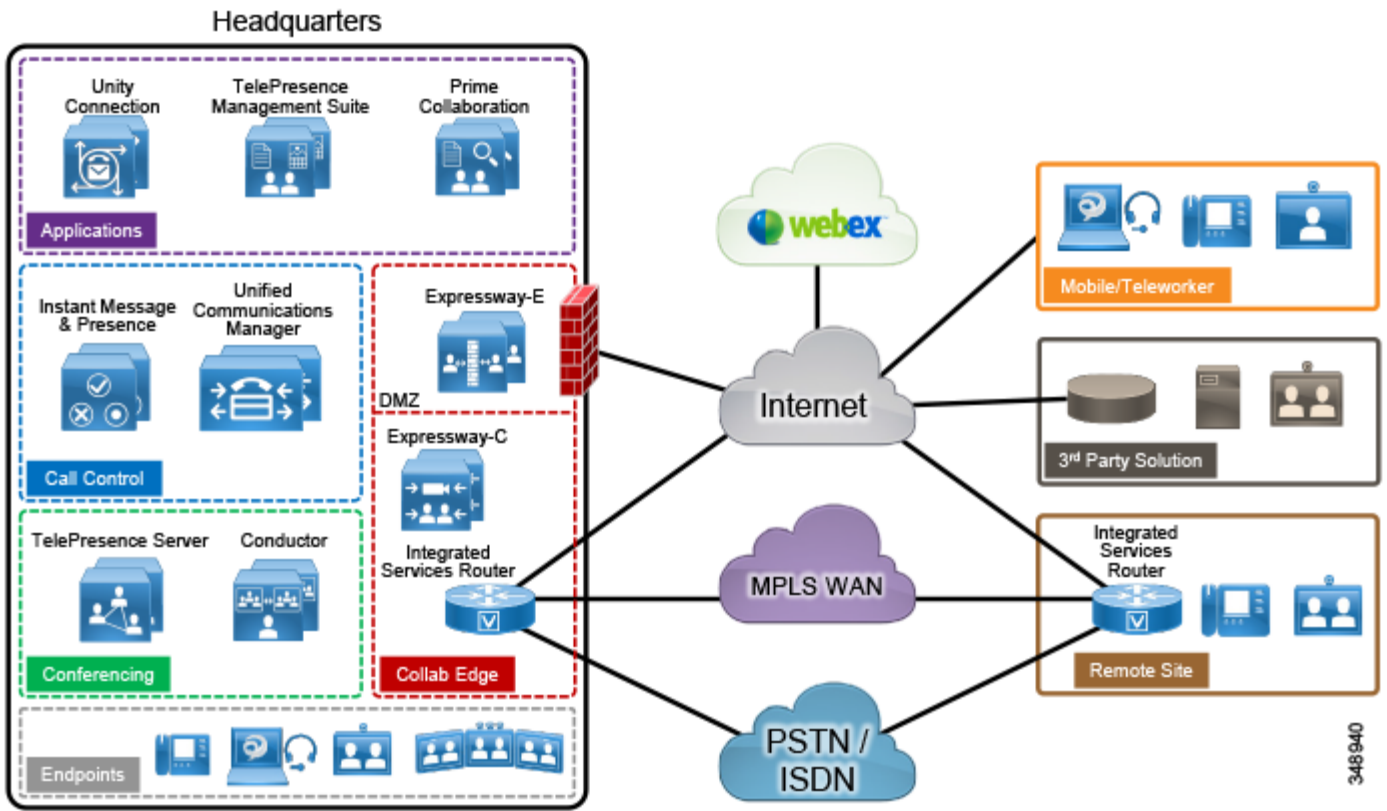 Headquarters
Unity
Connection
TelePresence
Management Suite
Prime
Collaboration
Applications
Instant Message
& Presence
Unified
Communications
Manager
Call Control
Expressway-E
DMZ
Expressway-C
Integrated
Services Router
Collab Edge
TelePresence Server
Conductor
Conferencing
Endpoints
webex
Internet
MPLS WAN
PSTN /
ISDN
Mobile/Teleworker
3rd Party Solution
Integrated
Services
Router
Remote Site
348940